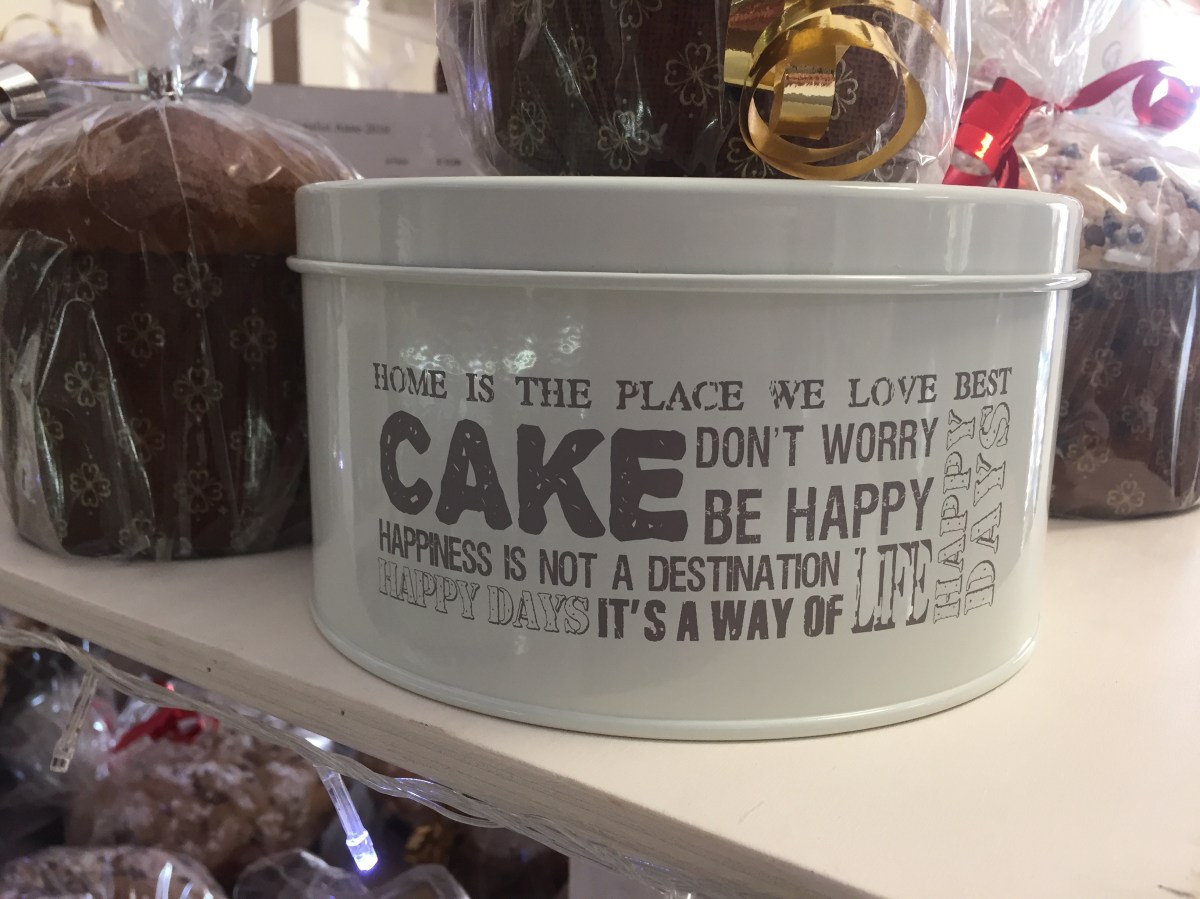 HOME IS THE PLACE WE LOVE BEST
CAKE
DON'T WORRY
BE HAPPY
HAPPY
DAYS
HAPPINESS IS NOT A DESTINATION
HAPPY DAYS IT'S A WAY OF LIFE